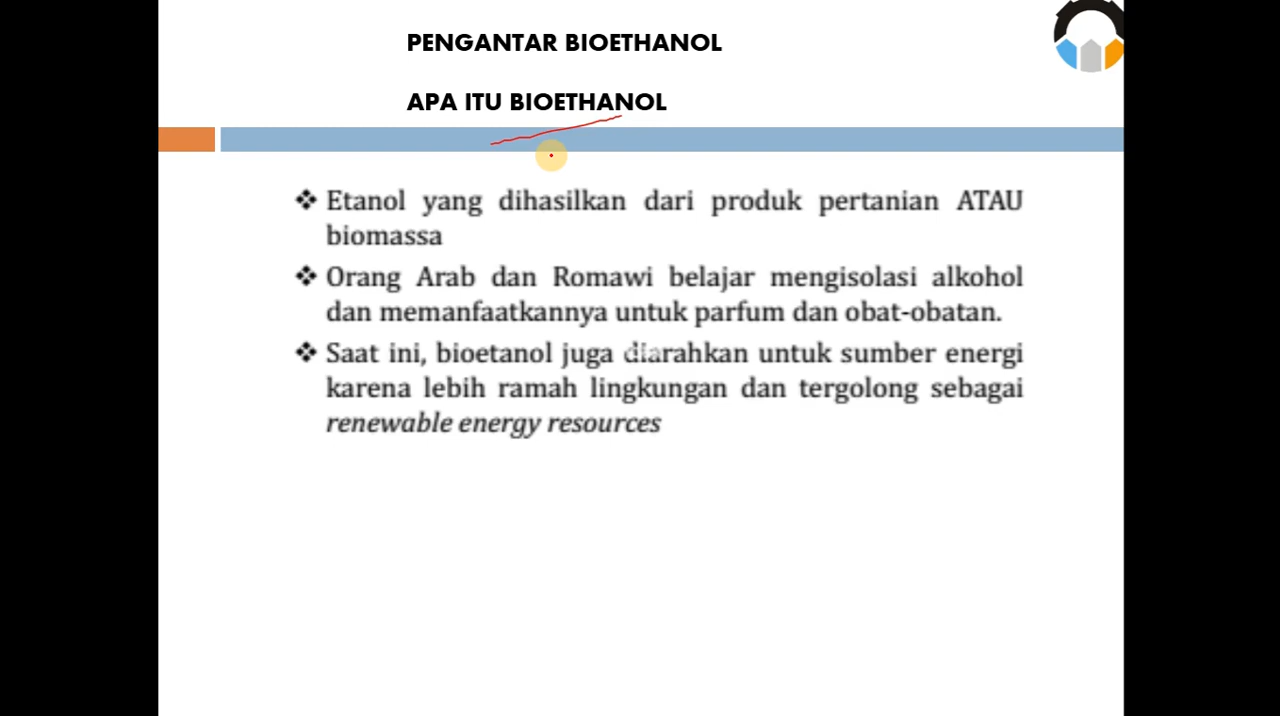 PENGANTAR BIOETHANOL
APA ITU BIOETHANOL
❖ Etanol yang dihasilkan dari produk pertanian ATAU
biomassa
❖ Orang Arab dan Romawi belajar mengisolasi alkohol
dan memanfaatkannya untuk parfum dan obat-obatan.
❖ Saat ini, bioetanol juga diarahkan untuk sumber energi
karena lebih ramah lingkungan dan tergolong sebagai
renewable energy resources